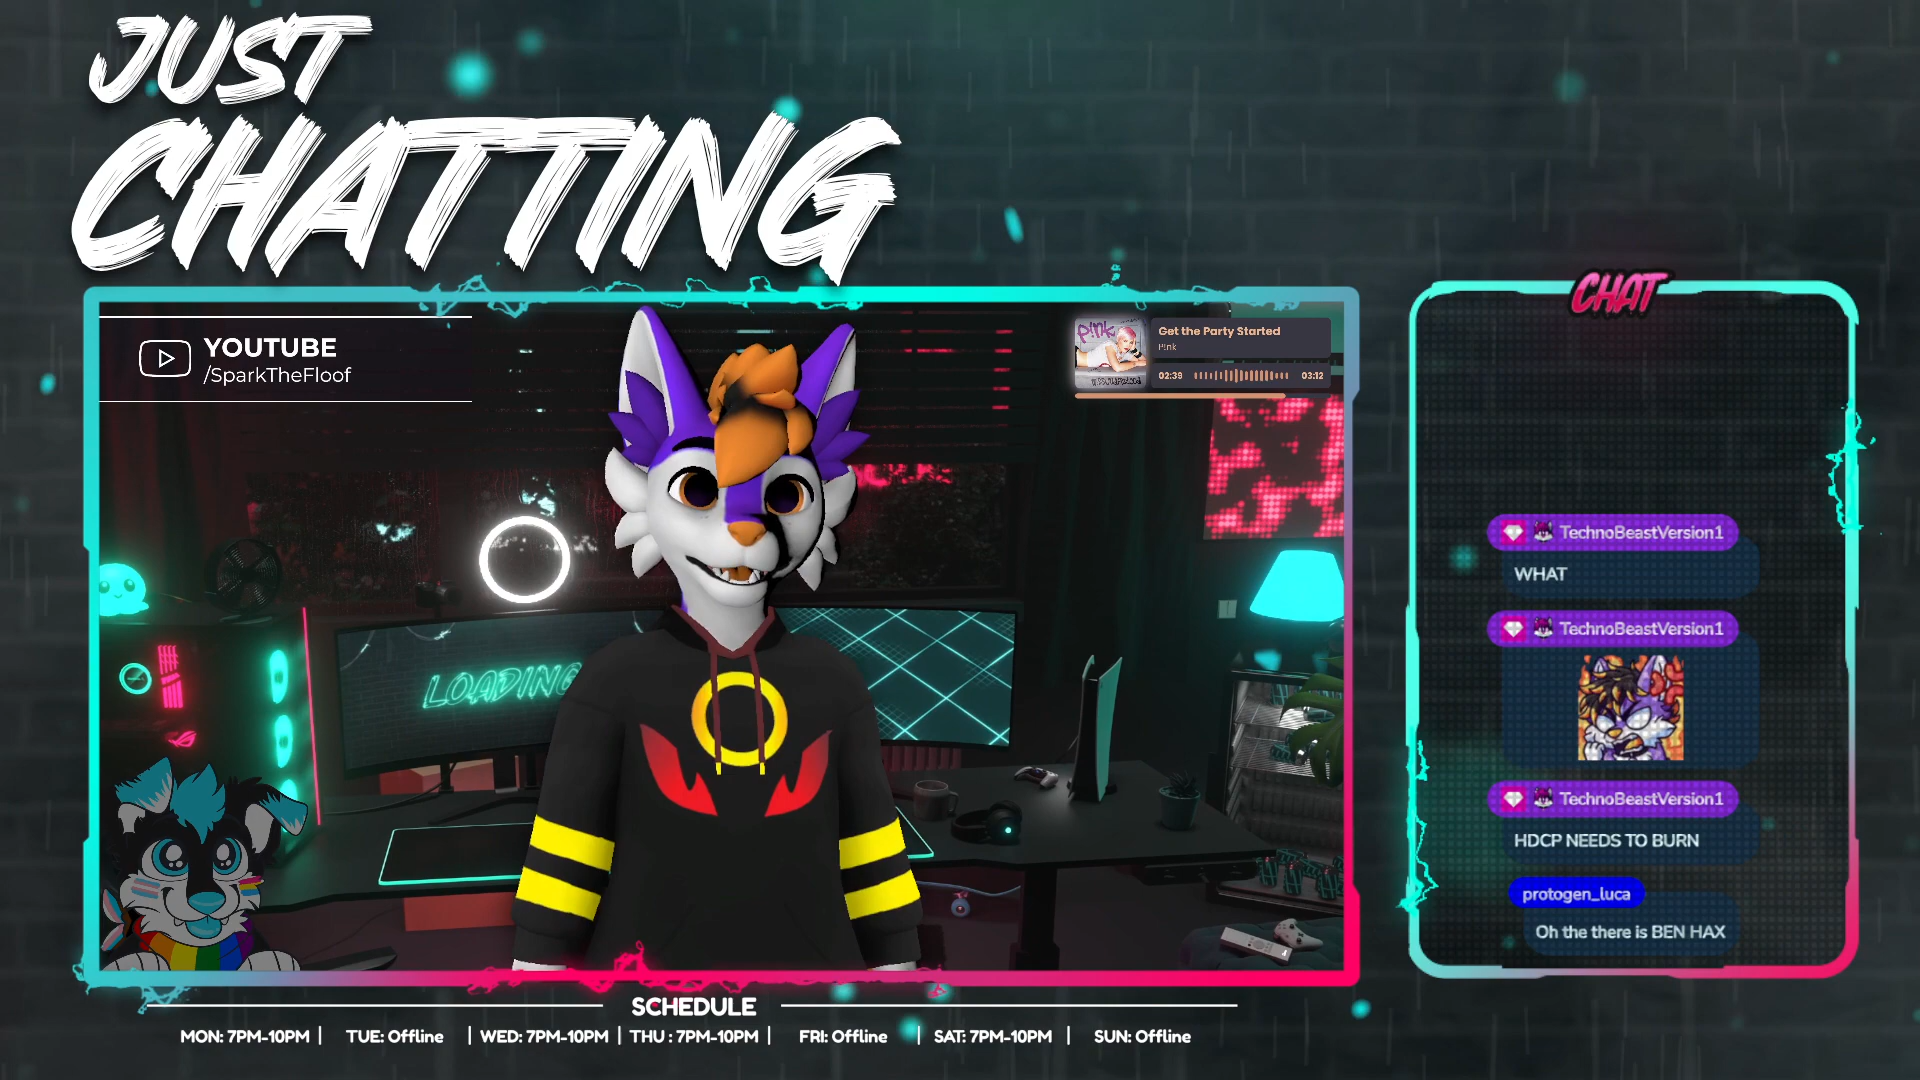 JUST
CHATTING
YOUTUBE
/SparkTheFloof
P!nk
Get the Party Started
P!nk
02:39
03:12
LOADING
CHAT
TechnoBeastVersion1
WHAT
TechnoBeastVersion1
TechnoBeastVersion1
HDCP NEEDS TO BURN
protogen_luca
Oh the there is BEN HAX
SCHEDULE
MON: 7PM-10PM | TUE: Offline | WED: 7PM-10PM | THU : 7PM-10PM | FRI: Offline | SAT: 7PM-10PM | SUN: Offline